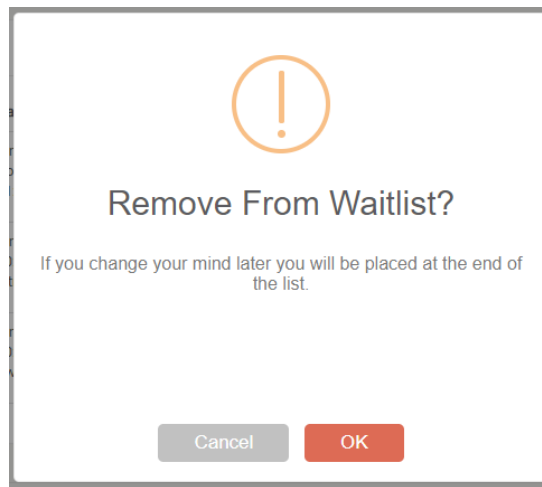 Remove From Waitlist?
If you change your mind later you will be placed at the end of
the list.
Cancel
OK